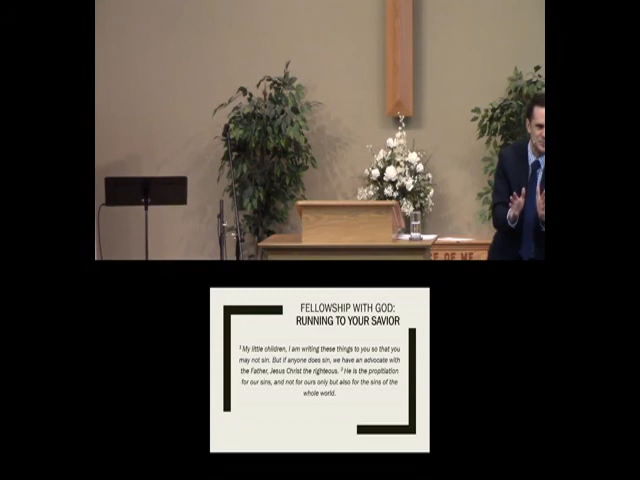 SE OF ME
FELLOWSHIP WITH GOD:
RUNNING TO YOUR SAVIOR
¹ My little children, I am writing these things to you so that you
may not sin. But if anyone does sin, we have an advocate with
the Father, Jesus Christ the righteous. ² He is the propitiation
for our sins, and not for ours only but also for the sins of the
whole world.